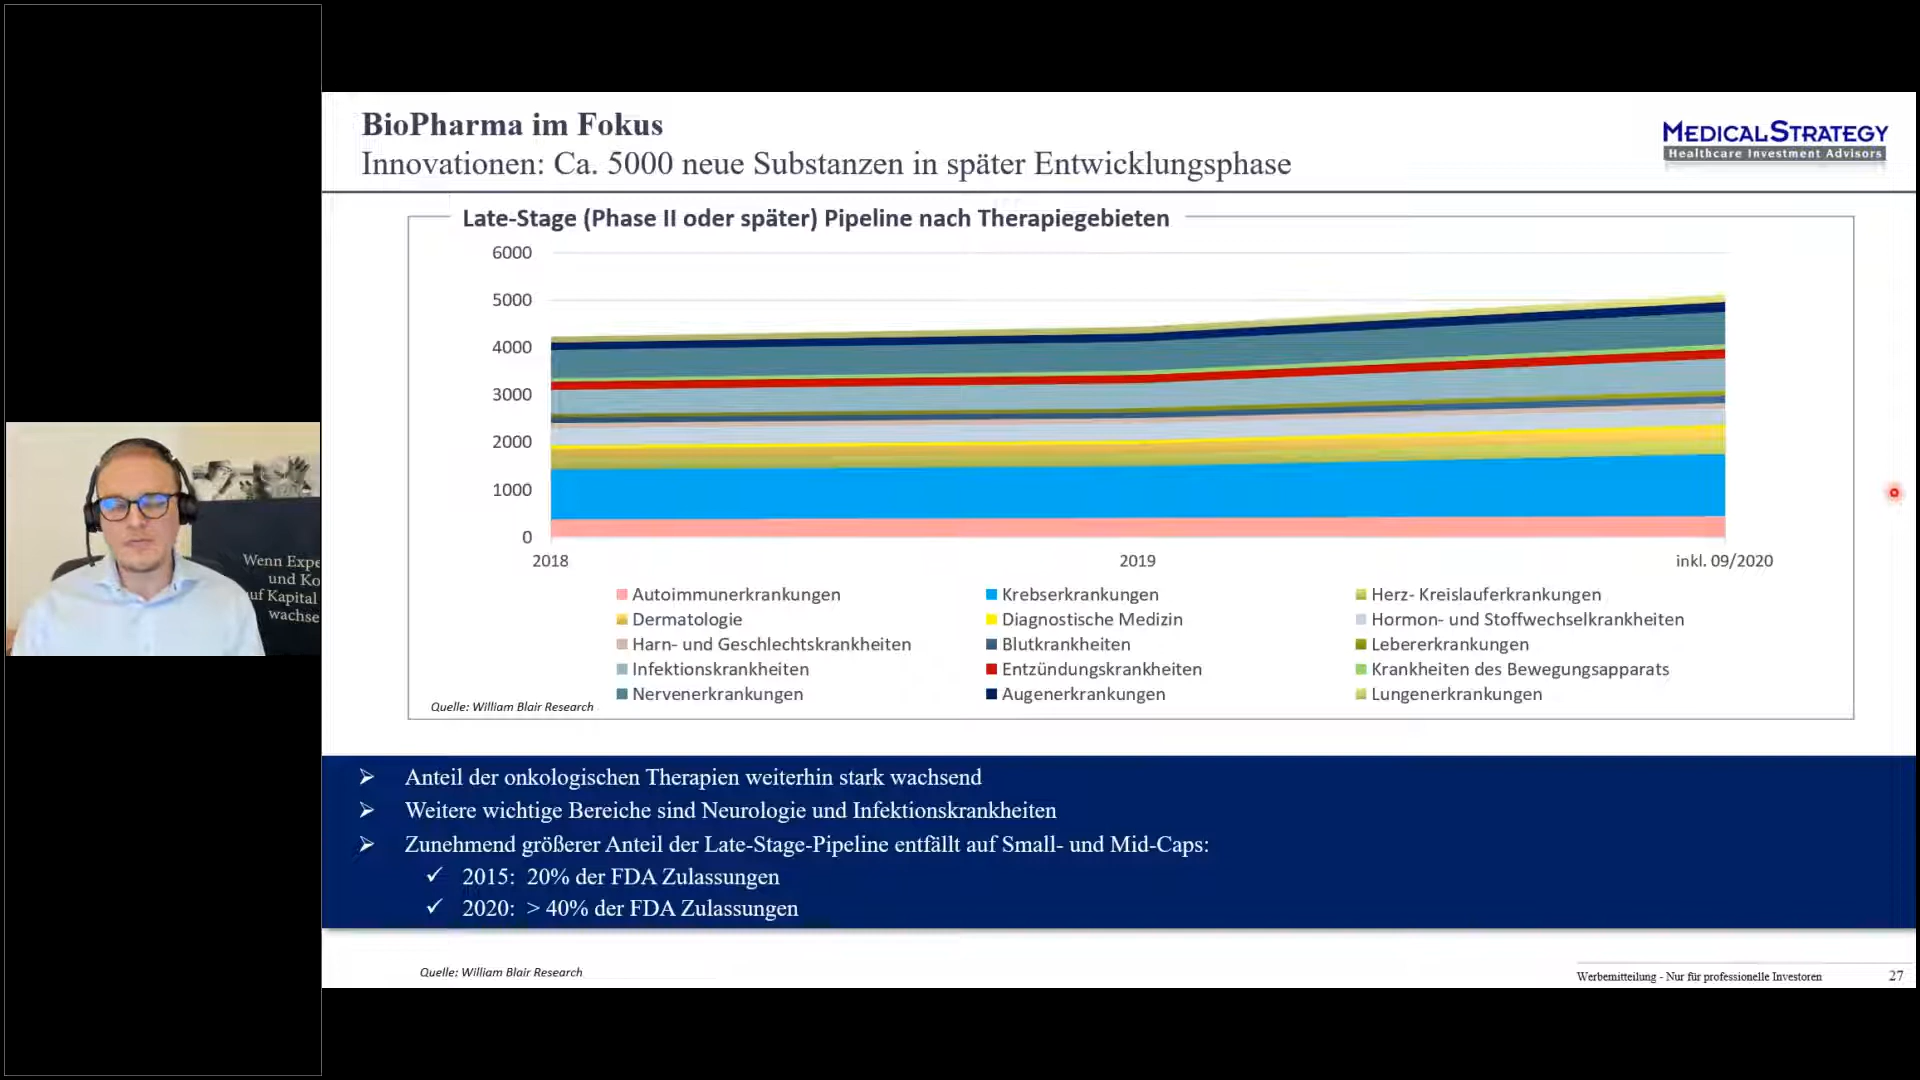 BioPharma im Fokus
Innovationen: Ca. 5000 neue Substanzen in später Entwicklungsphase
MEDICALSTRATEGY
Healthcare Investment Advisors
Late-Stage (Phase II oder später) Pipeline nach Therapiegebieten
6000
5000
4000
3000
2000
1000
0
2018 2019 inkl. 09/2020
Autoimmunerkrankungen Krebserkrankungen Herz- Kreislauferkrankungen
Dermatologie Diagnostische Medizin Hormon- und Stoffwechselkrankheiten
Harn- und Geschlechtskrankheiten Blutkrankheiten Lebererkrankungen
Infektionskrankheiten Entzündungskrankheiten Krankheiten des Bewegungsapparats
Nervenerkrankungen Augenerkrankungen Lungenerkrankungen
Quelle: William Blair Research
Wenn Expe
und Ko
uf Kapital
wachse
Anteil der onkologischen Therapien weiterhin stark wachsend
Weitere wichtige Bereiche sind Neurologie und Infektionskrankheiten
Zunehmend größerer Anteil der Late-Stage-Pipeline entfällt auf Small- und Mid-Caps:
2015: 20% der FDA Zulassungen
2020: > 40% der FDA Zulassungen
Quelle: William Blair Research
Werbemitteilung - Nur für professionelle Investoren 27